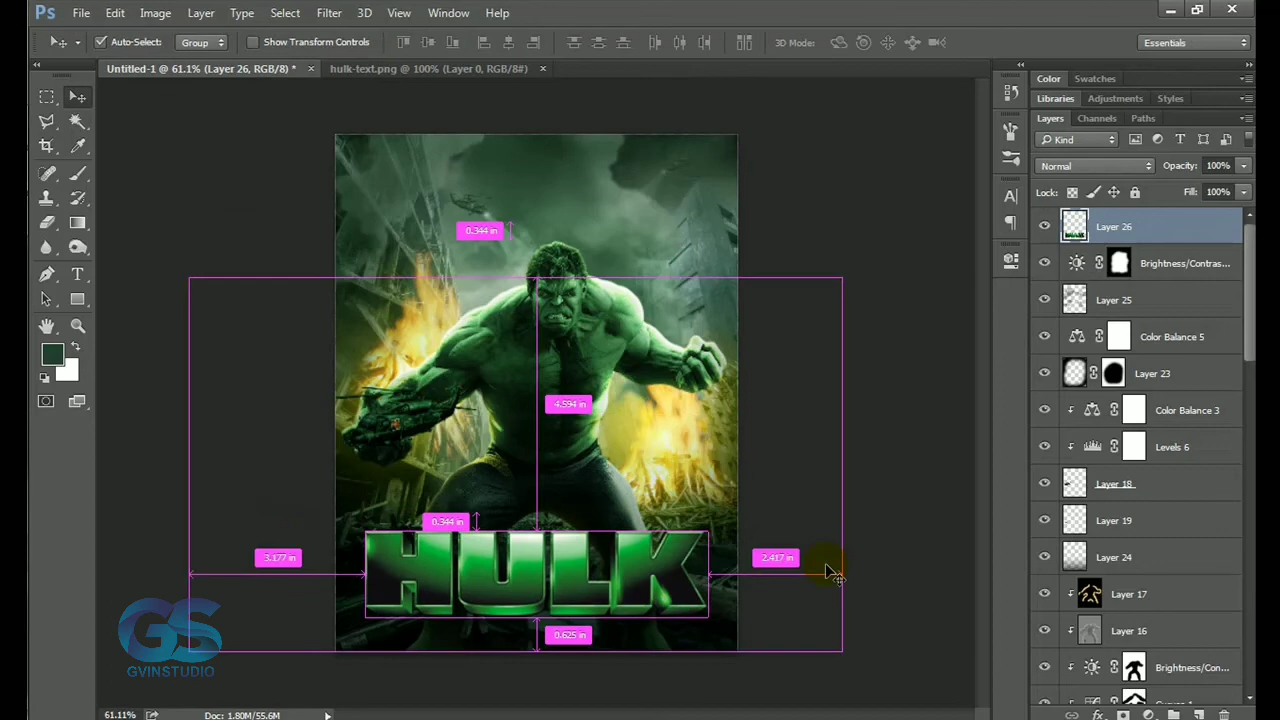 Ps File Edit Image Layer Type Select Filter 3D View Window Help
Auto-Select: Group Show Transform Controls 3D Mode: Essentials
Untitled-1 @ 61.1% (Layer 26, RGB/8) * × hulk-text.png @ 100% (Layer 0, RGB/8#) ×
Color Swatches
Libraries Adjustments Styles
Layers Channels Paths
Kind
Normal Opacity: 100%
Lock: Fill: 100%
Layer 26
Brightness/Contras...
Layer 25
Color Balance 5
Layer 23
Color Balance 3
Levels 6
Layer 18
Layer 19
Layer 24
Layer 17
Layer 16
Brightness/Con...
0.344 in
4.594 in
0.344 in
3.177 in
2.417 in
HULK
0.625 in
GS
GVINSTUDIO
61.11% Doc: 1.80M/55.6M